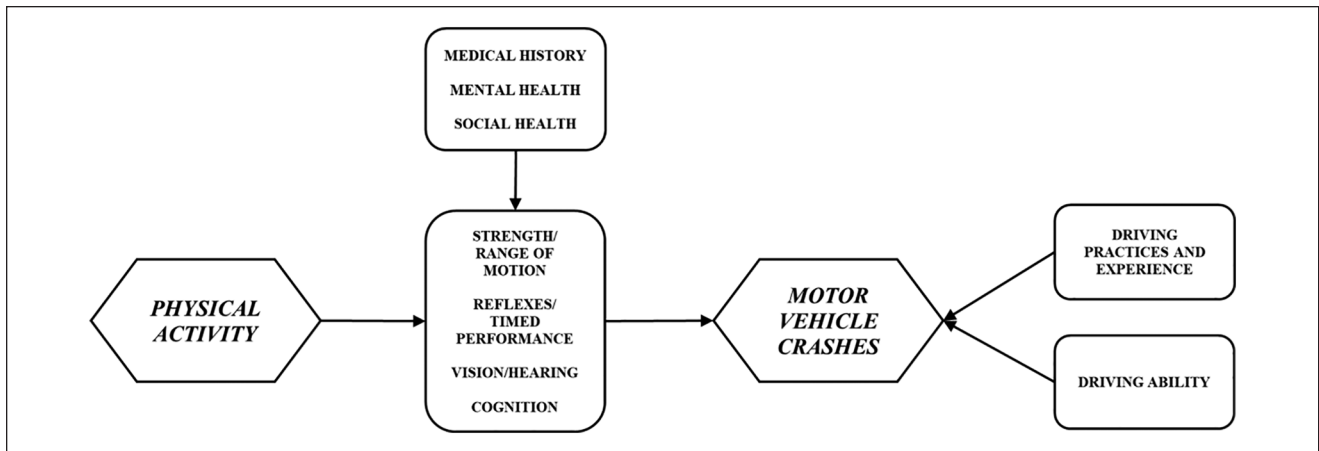 MEDICAL HISTORY
MENTAL HEALTH
SOCIAL HEALTH
PHYSICAL
ACTIVITY
STRENGTH/
RANGE OF
MOTION
REFLEXES/
TIMED
PERFORMANCE
VISION/HEARING
COGNITION
MOTOR
VEHICLE
CRASHES
DRIVING
PRACTICES AND
EXPERIENCE
DRIVING ABILITY